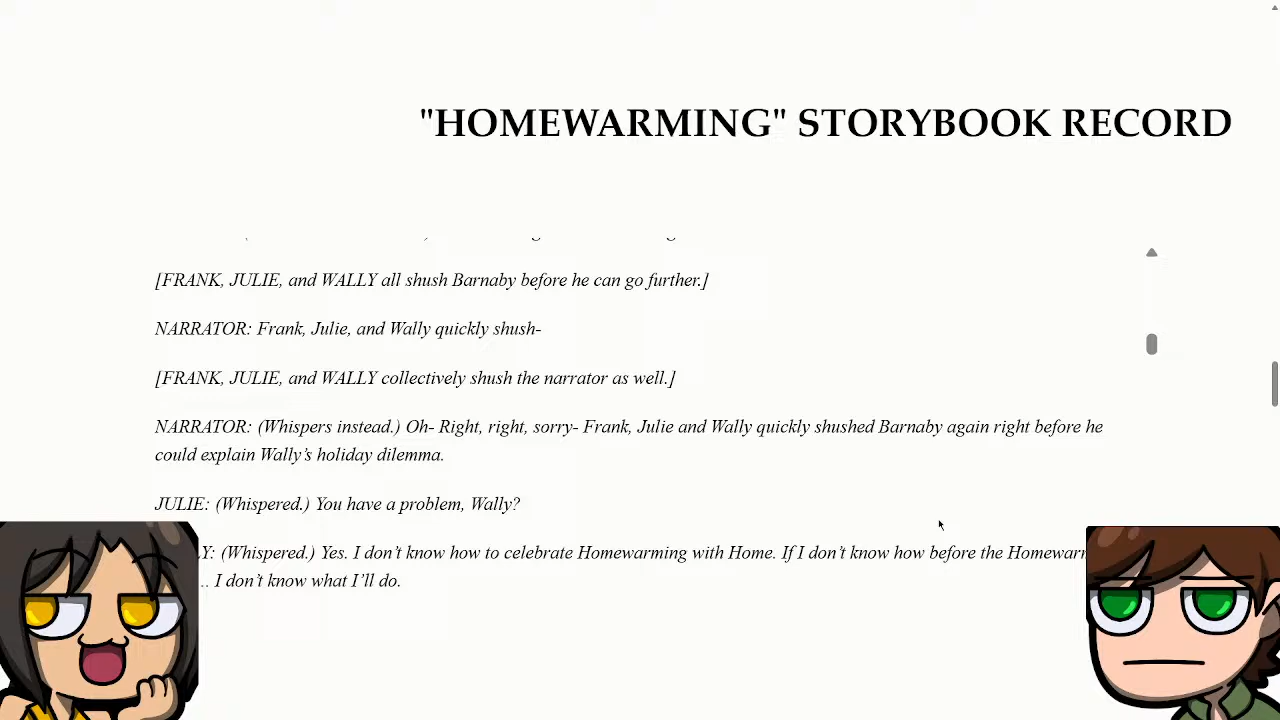 "HOMEWARMING" STORYBOOK RECORD
[FRANK, JULIE, and WALLY all shush Barnaby before he can go further.]
NARRATOR: Frank, Julie, and Wally quickly shush-
[FRANK, JULIE, and WALLY collectively shush the narrator as well.]
NARRATOR: (Whispers instead.) Oh- Right, right, sorry- Frank, Julie and Wally quickly shushed Barnaby again right before he
could explain Wally’s holiday dilemma.
JULIE: (Whispered.) You have a problem, Wally?
Y: (Whispered.) Yes. I don’t know how to celebrate Homewarming with Home. If I don’t know how before the Homewarm
.. I don’t know what I’ll do.